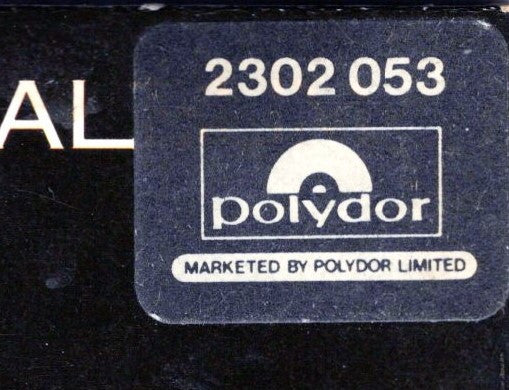 2302 053
AL
polydor
MARKETED BY POLYDOR LIMITED